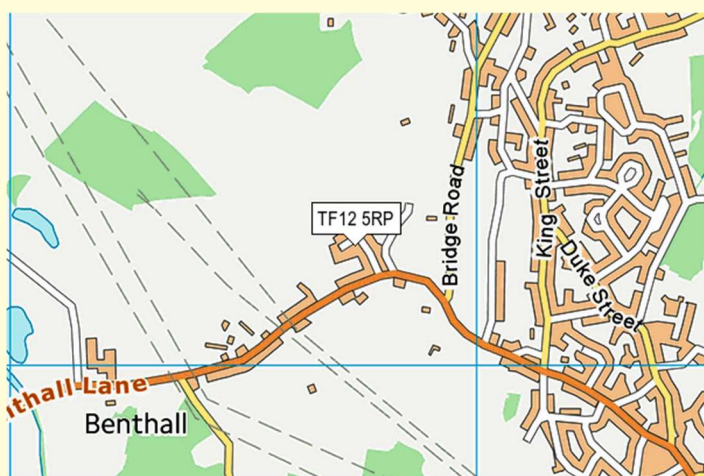 TF12 5RP
Bridge Road
King Street
Duke Street
nthall Lane
Benthall